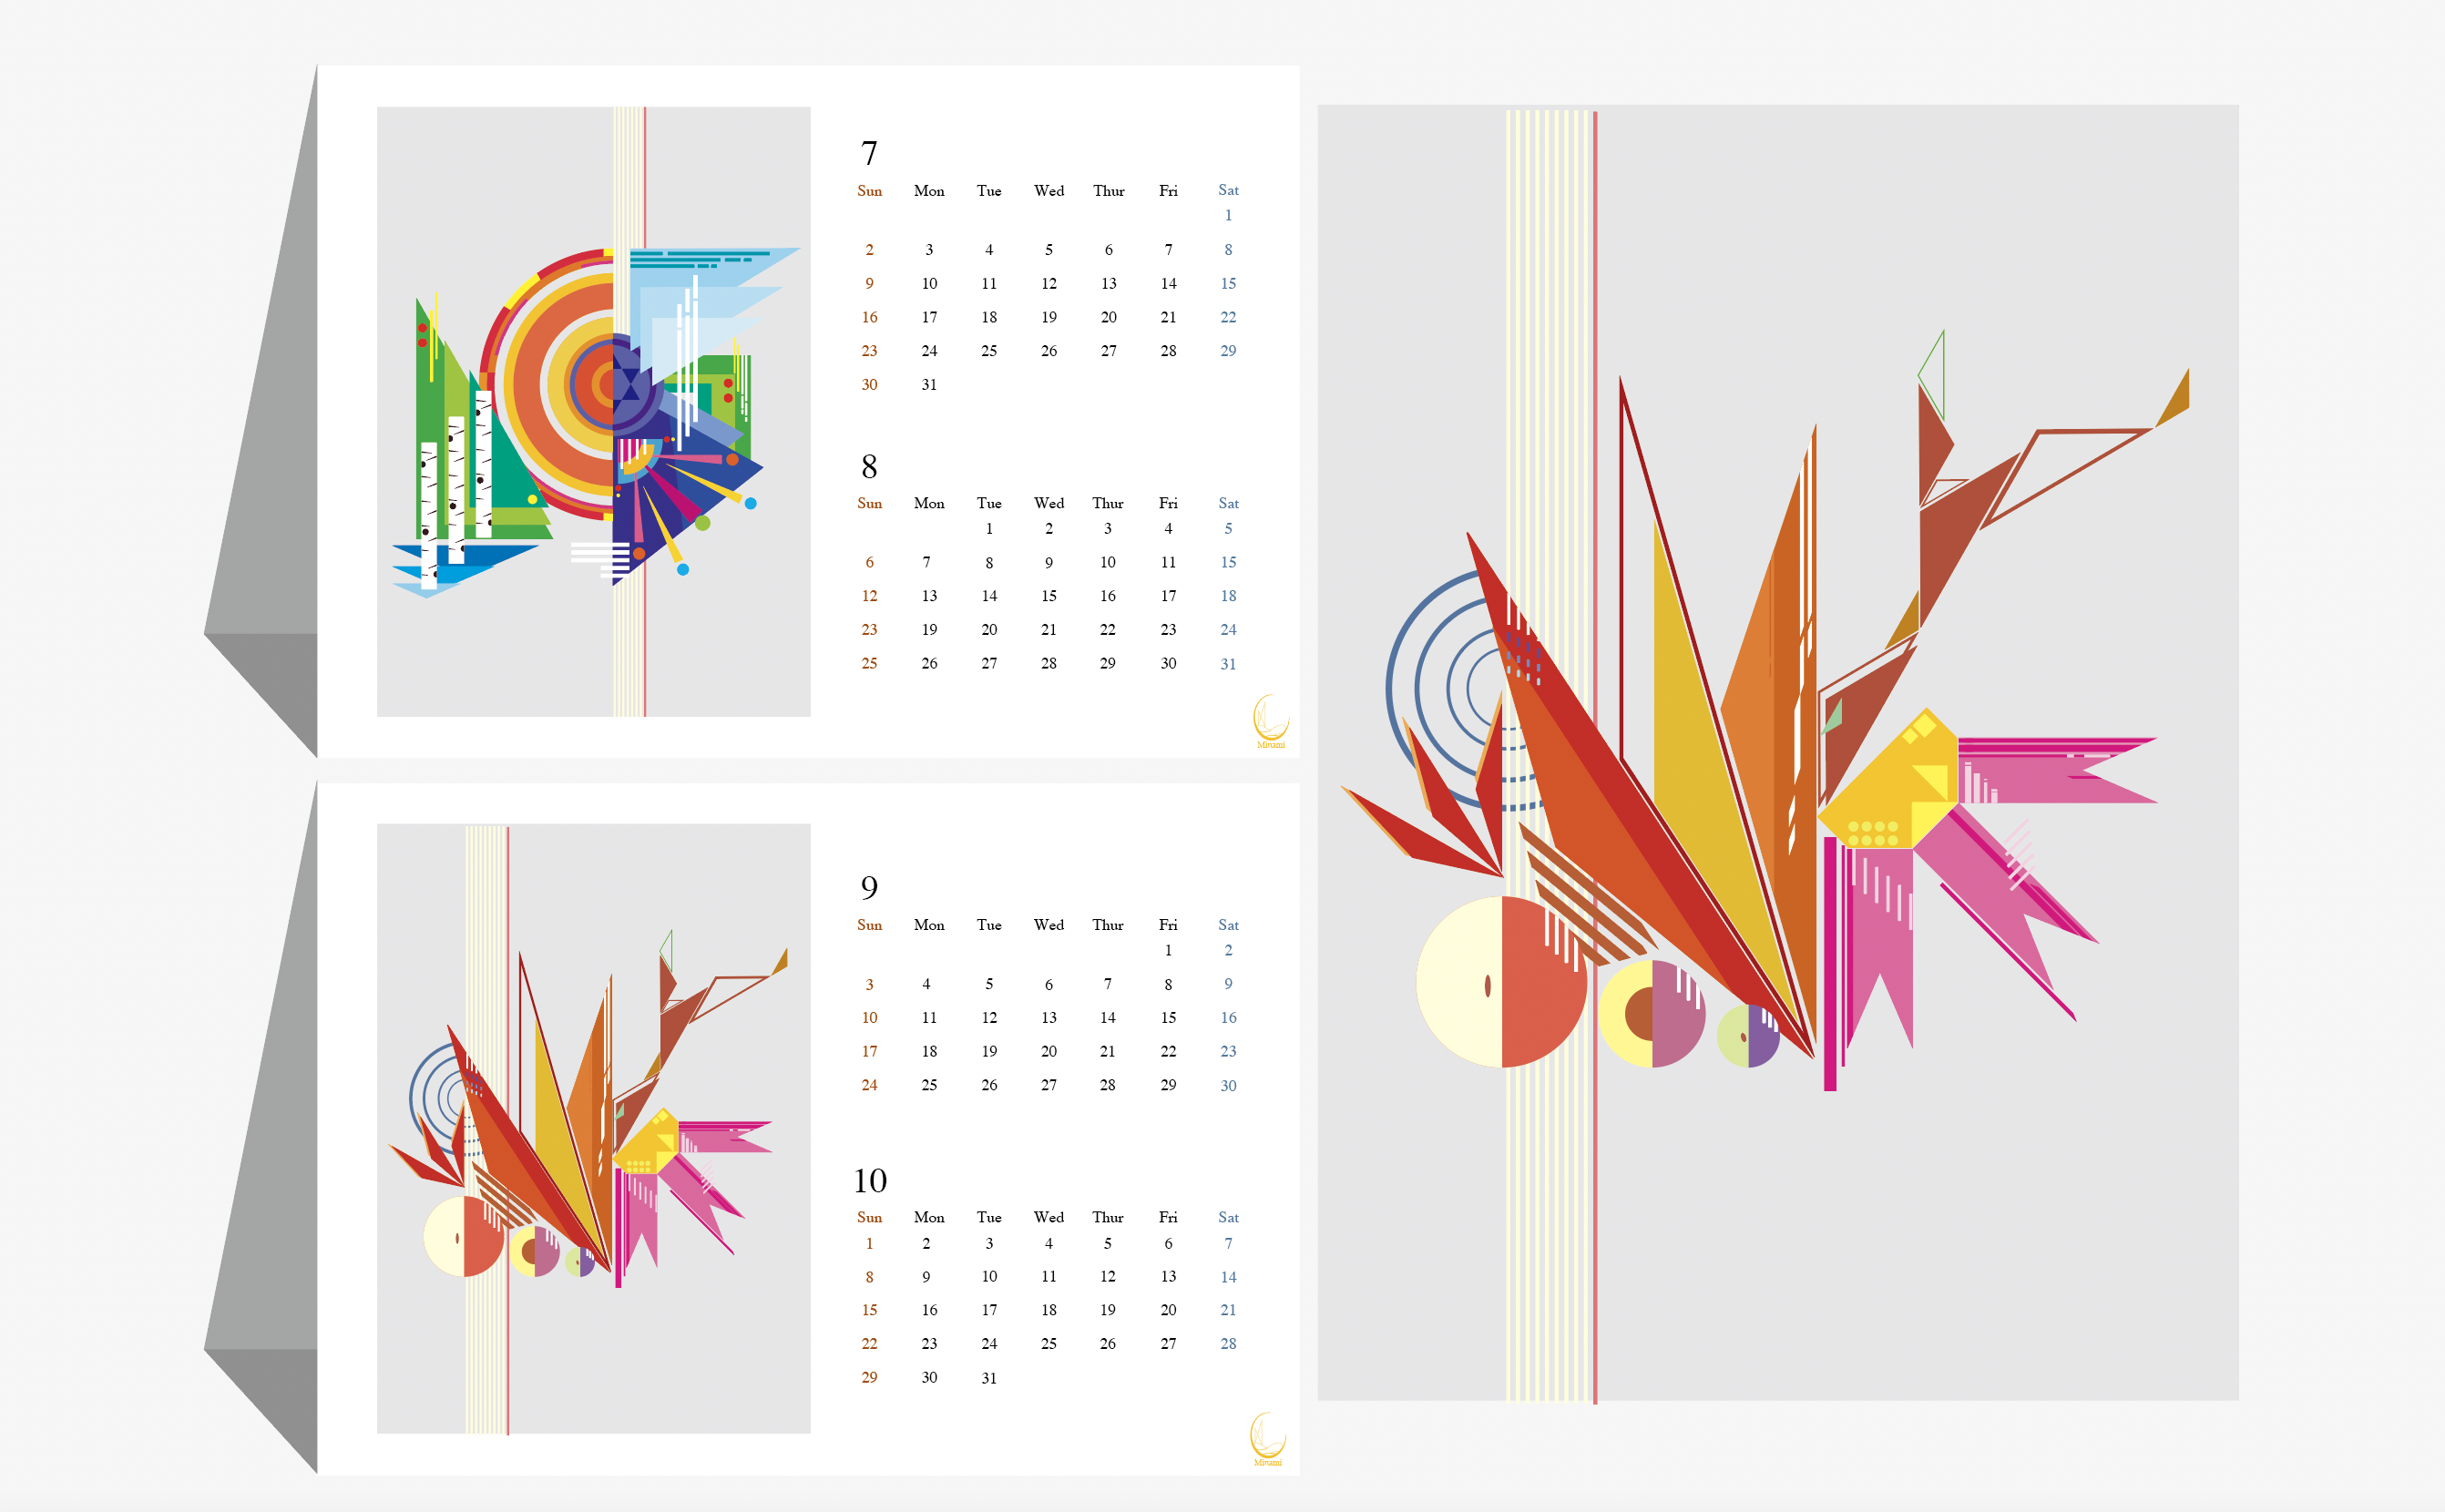 7
Sun Mon Tue Wed Thur Fri Sat
1
2 3 4 5 6 7 8
9 10 11 12 13 14 15
16 17 18 19 20 21 22
23 24 25 26 27 28 29
30 31
8
Sun Mon Tue Wed Thur Fri Sat
1 2 3 4 5
6 7 8 9 10 11 15
12 13 14 15 16 17 18
23 19 20 21 22 23 24
25 26 27 28 29 30 31
Mirumi
9
Sun Mon Tue Wed Thur Fri Sat
1 2
3 4 5 6 7 8 9
10 11 12 13 14 15 16
17 18 19 20 21 22 23
24 25 26 27 28 29 30
10
Sun Mon Tue Wed Thur Fri Sat
1 2 3 4 5 6 7
8 9 10 11 12 13 14
15 16 17 18 19 20 21
22 23 24 25 26 27 28
29 30 31
Mirumi